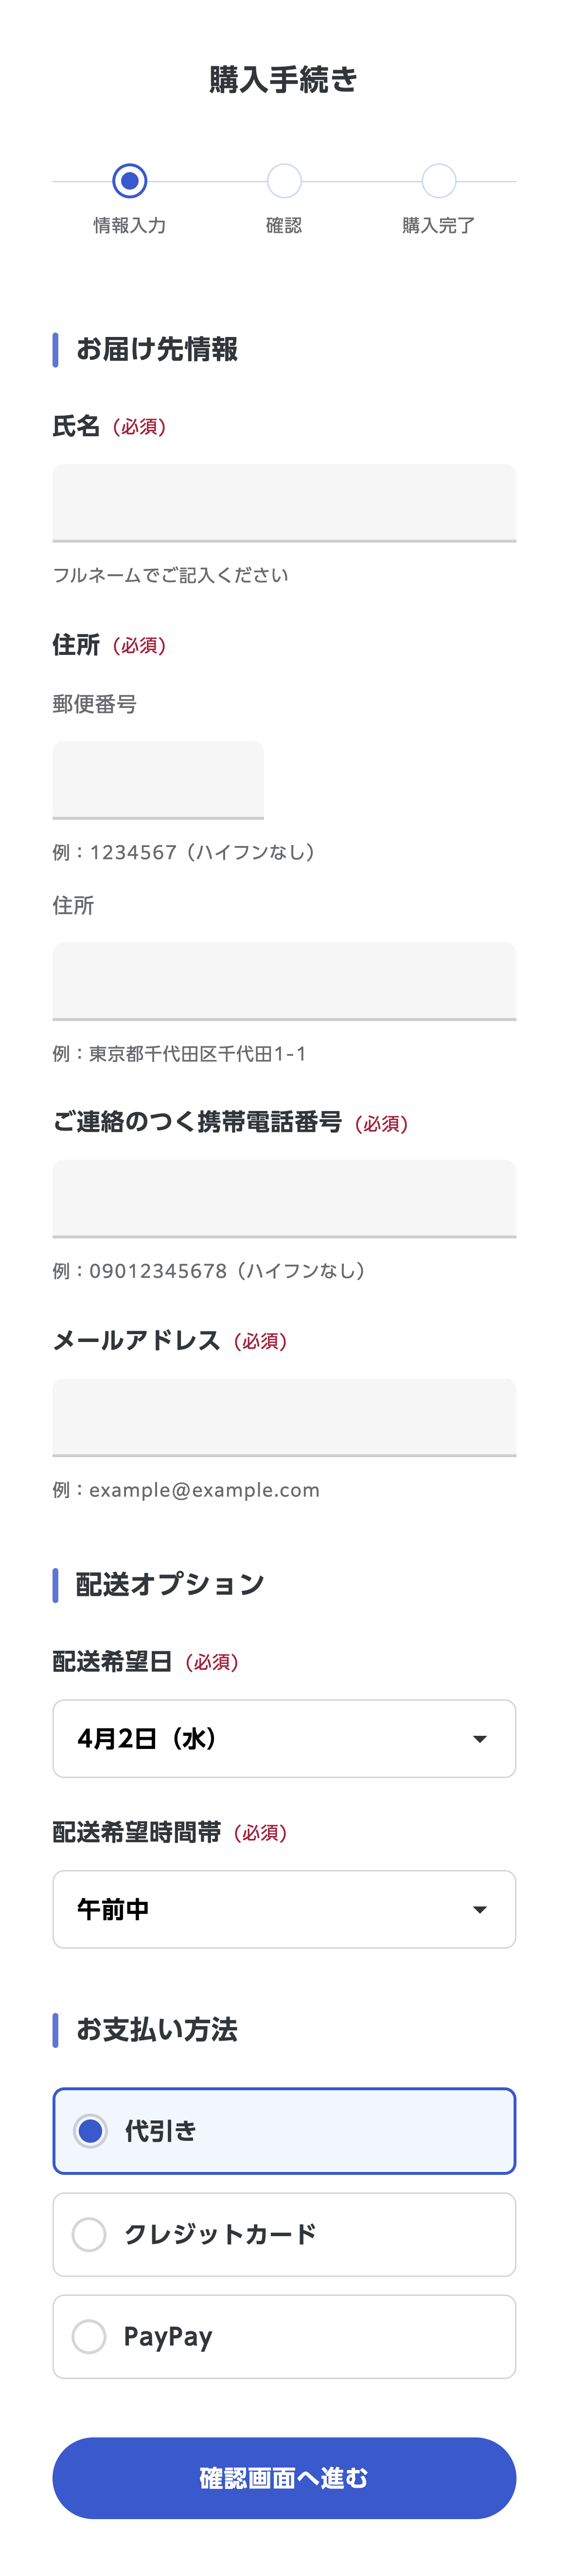 購入手続き
情報入力
確認
購入完了
お届け先情報
氏名（必須）
フルネームでご記入ください
住所（必須）
郵便番号
例：1234567（ハイフンなし）
住所
例：東京都千代田区千代田1-1
ご連絡のつく携帯電話番号（必須）
例：09012345678（ハイフンなし）
メールアドレス（必須）
例：example@example.com
配送オプション
配送希望日（必須）
4月2日（水）
配送希望時間帯（必須）
午前中
お支払い方法
代引き
クレジットカード
PayPay
確認画面へ進む